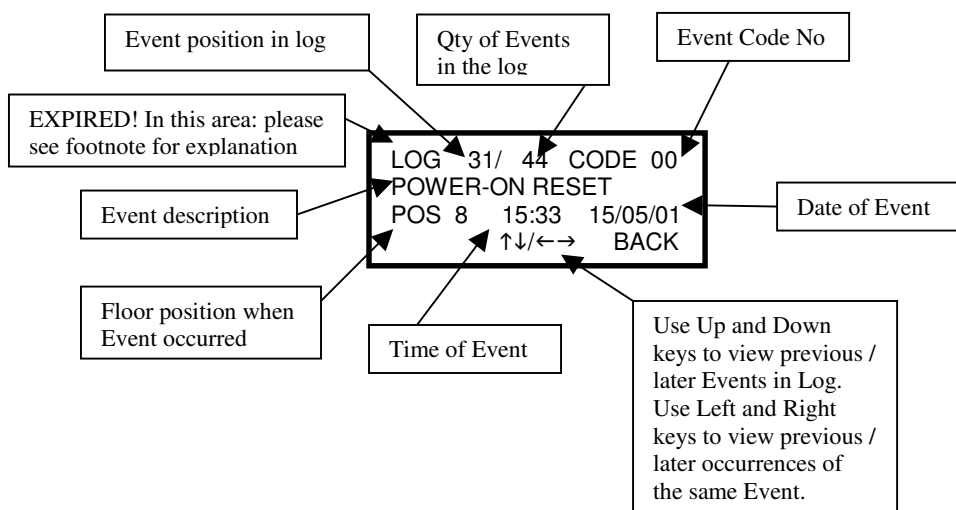 Event position in log
Qty of Events
in the log
Event Code No
EXPIRED! In this area: please
see footnote for explanation
LOG 31/ 44 CODE 00
POWER-ON RESET
POS 8 15:33 15/05/01
↑↓/←→ BACK
Event description
Date of Event
Floor position when
Event occurred
Time of Event
Use Up and Down
keys to view previous /
later Events in Log.
Use Left and Right
keys to view previous /
later occurrences of
the same Event.